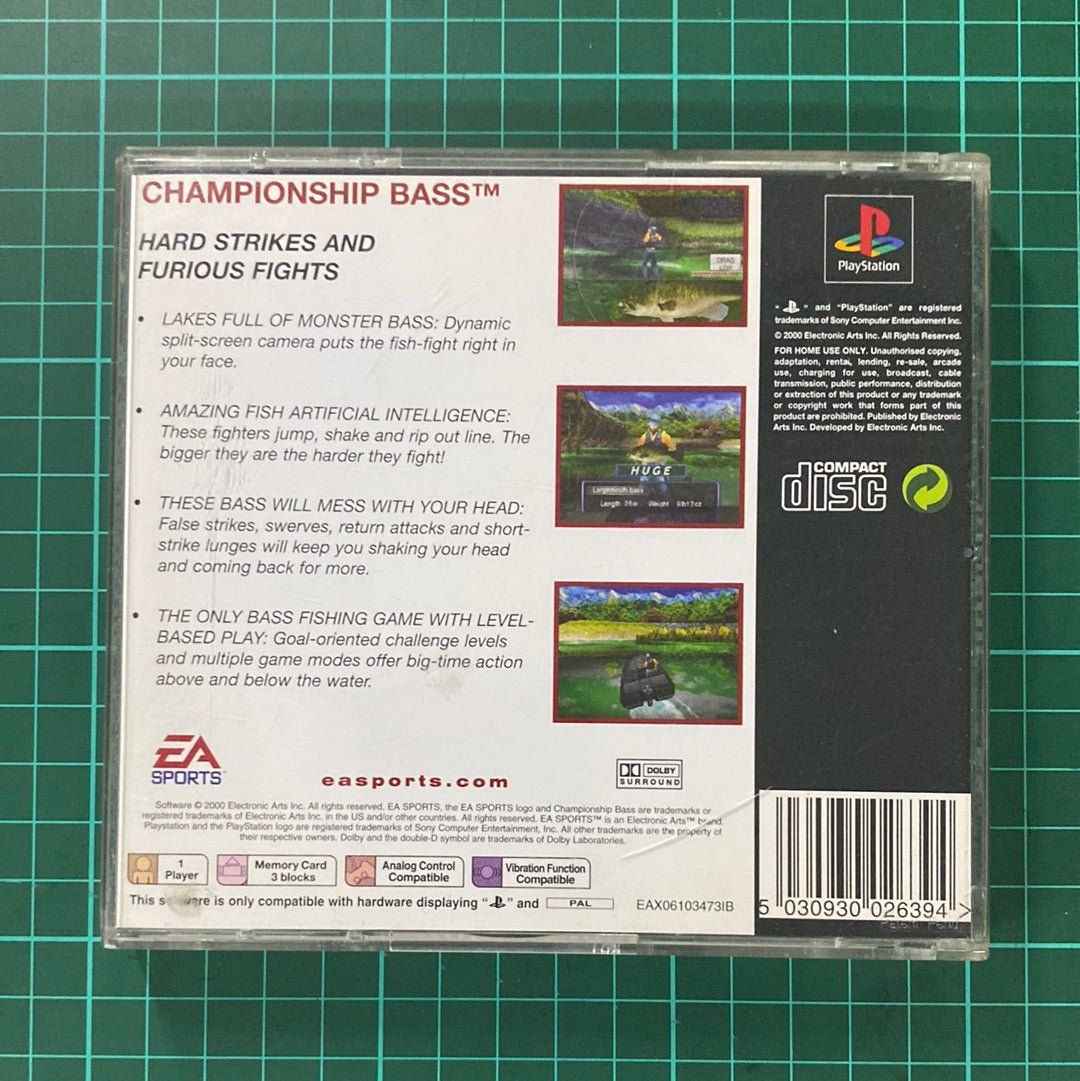 CHAMPIONSHIP BASS™
HARD STRIKES AND
FURIOUS FIGHTS
• LAKES FULL OF MONSTER BASS: Dynamic
split-screen camera puts the fish-fight right in
your face.
• AMAZING FISH ARTIFICIAL INTELLIGENCE:
These fighters jump, shake and rip out line. The
bigger they are the harder they fight!
• THESE BASS WILL MESS WITH YOUR HEAD:
False strikes, swerves, return attacks and short-
strike lunges will keep you shaking your head
and coming back for more.
• THE ONLY BASS FISHING GAME WITH LEVEL-
BASED PLAY: Goal-oriented challenge levels
and multiple game modes offer big-time action
above and below the water.
DRAG
LOW
HUGE
Largemouth bass
Length 26in Weight 8lb12oz
EA
SPORTS™
easports.com
DOLBY
SURROUND
Software © 2000 Electronic Arts Inc. All rights reserved. EA SPORTS, the EA SPORTS logo and Championship Bass are trademarks or
registered trademarks of Electronic Arts Inc. in the US and/or other countries. All rights reserved. EA SPORTS™ is an Electronic Arts™ brand.
Playstation and the PlayStation logo are registered trademarks of Sony Computer Entertainment, Inc. All other trademarks are the property of
their respective owners. Dolby and the double-D symbol are trademarks of Dolby Laboratories.
1
Player
Memory Card
3 blocks
Analog Control
Compatible
Vibration Function
Compatible
This is only compatible with hardware displaying " " and PAL
EAX06103473IB
PlayStation
" " and "PlayStation" are registered
trademarks of Sony Computer Entertainment Inc.
© 2000 Electronic Arts Inc. All Rights Reserved.
FOR HOME USE ONLY. Unauthorised copying,
adaptation, rental, lending, re-sale, arcade
use, charging for use, broadcast, cable
transmission, public performance, distribution
or extraction of this product or any trademark
or copyright work that forms part of this
product are prohibited. Published by Electronic
Arts Inc. Developed by Electronic Arts Inc.
COMPACT
disc
5 030930 026394 >